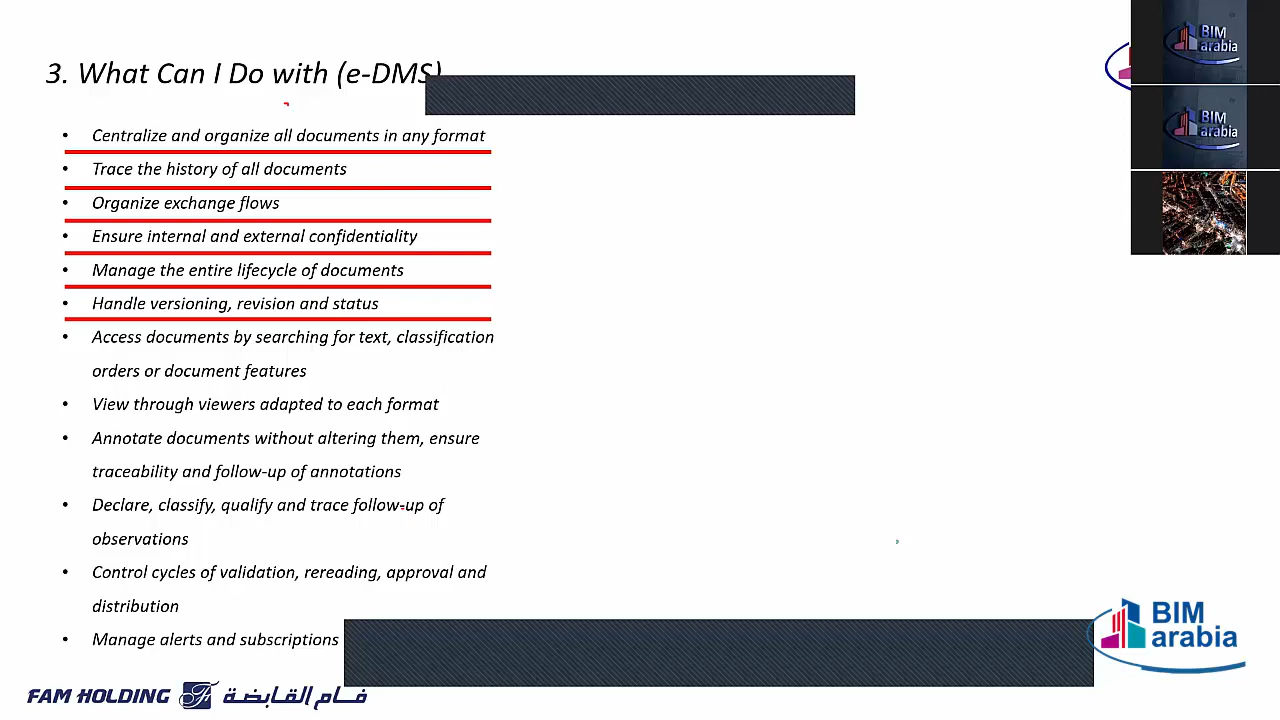 3. What Can I Do with (e-DMS)
• Centralize and organize all documents in any format
• Trace the history of all documents
• Organize exchange flows
• Ensure internal and external confidentiality
• Manage the entire lifecycle of documents
• Handle versioning, revision and status
• Access documents by searching for text, classification
orders or document features
• View through viewers adapted to each format
• Annotate documents without altering them, ensure
traceability and follow-up of annotations
• Declare, classify, qualify and trace follow-up of
observations
• Control cycles of validation, rereading, approval and
distribution
• Manage alerts and subscriptions
BIM
arabia
BIM
arabia
BIM
arabia
FAM HOLDING فام القابضة